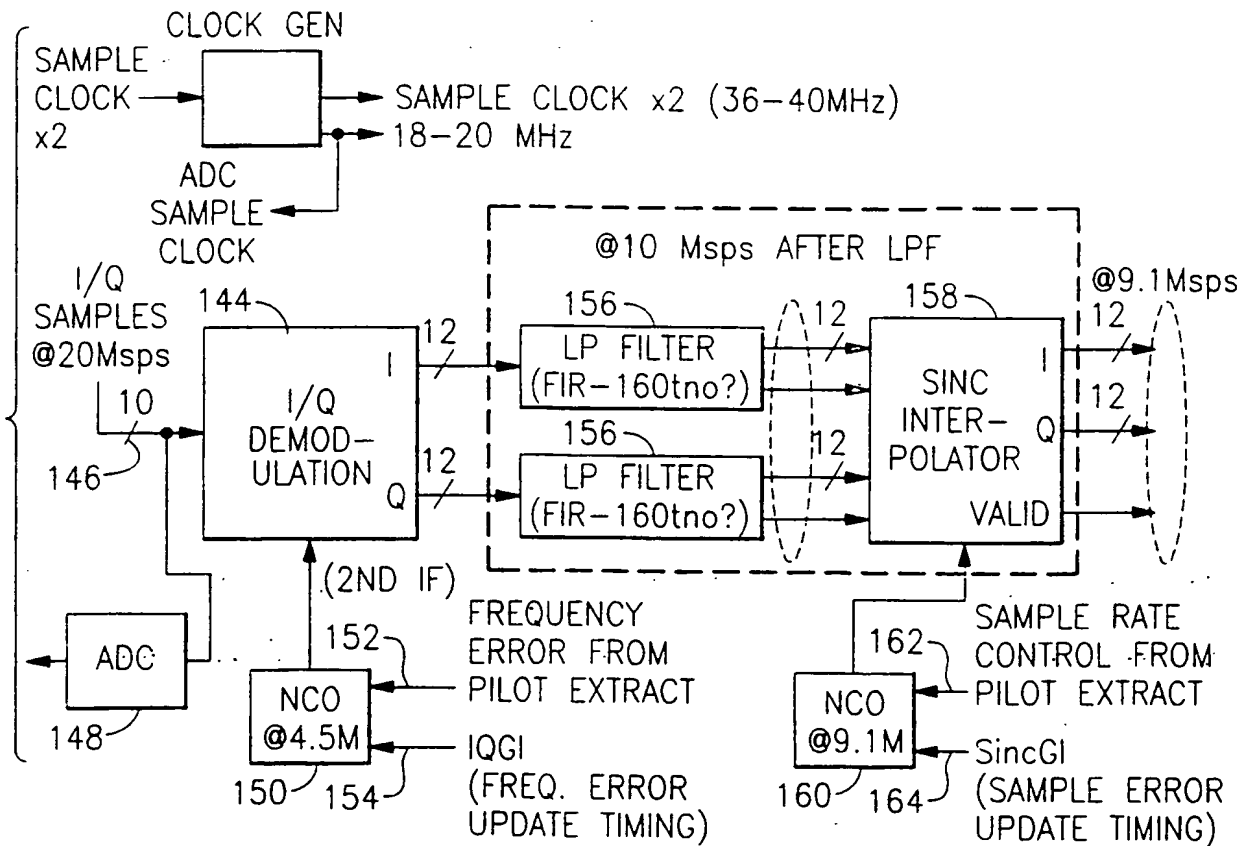 CLOCK GEN
SAMPLE
CLOCK
x2
SAMPLE CLOCK x2 (36-40MHz)
18-20 MHz
ADC
SAMPLE
CLOCK
I/Q
SAMPLES
@20Msps
10
146
144
I
I/Q
DEMOD-
ULATION
Q
12
12
@10 Msps AFTER LPF
156
LP FILTER
(FIR-160tno?)
156
LP FILTER
(FIR-160tno?)
12
12
158
SINC
INTER-
POLATOR
I
Q
VALID
@9.1Msps
12
12
ADC
148
(2ND IF)
NCO
@4.5M
150
152
FREQUENCY
ERROR FROM
PILOT EXTRACT
154
IQGI
(FREQ. ERROR
UPDATE TIMING)
NCO
@9.1M
160
162
SAMPLE RATE
CONTROL FROM
PILOT EXTRACT
164
SincGI
(SAMPLE ERROR
UPDATE TIMING)